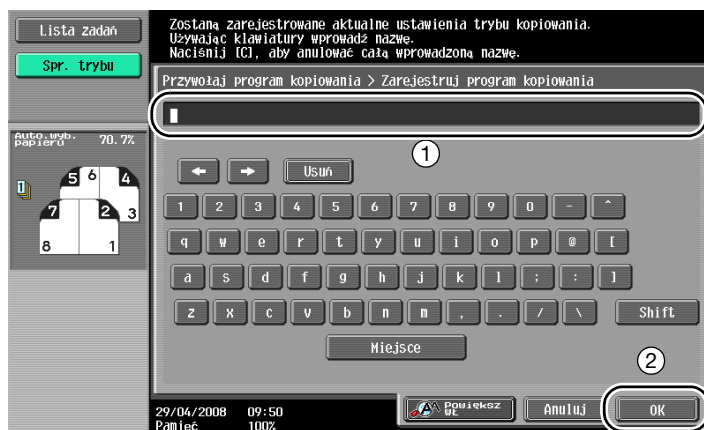 Lista zadań
Spr. trybu
Zostaną zarejestrowane aktualne ustawienia trybu kopiowania.
Używając klawiatury wprowadź nazwę.
Naciśnij [C], aby anulować całą wprowadzoną nazwę.
Przywołaj program kopiowania > Zarejestruj program kopiowania
1
Auto.wyb. papieru 70.7%
1
5 6 4
7 2 3
8 1
← → Usuń
1 2 3 4 5 6 7 8 9 0 - ^
q w e r t y u i o p @ [
a s d f g h j k l ; : ]
z x c v b n m , . / \ Shift
Miejsce
2
29/04/2008 09:50
Pamięć 100%
Powiększ WŁ
Anuluj
OK